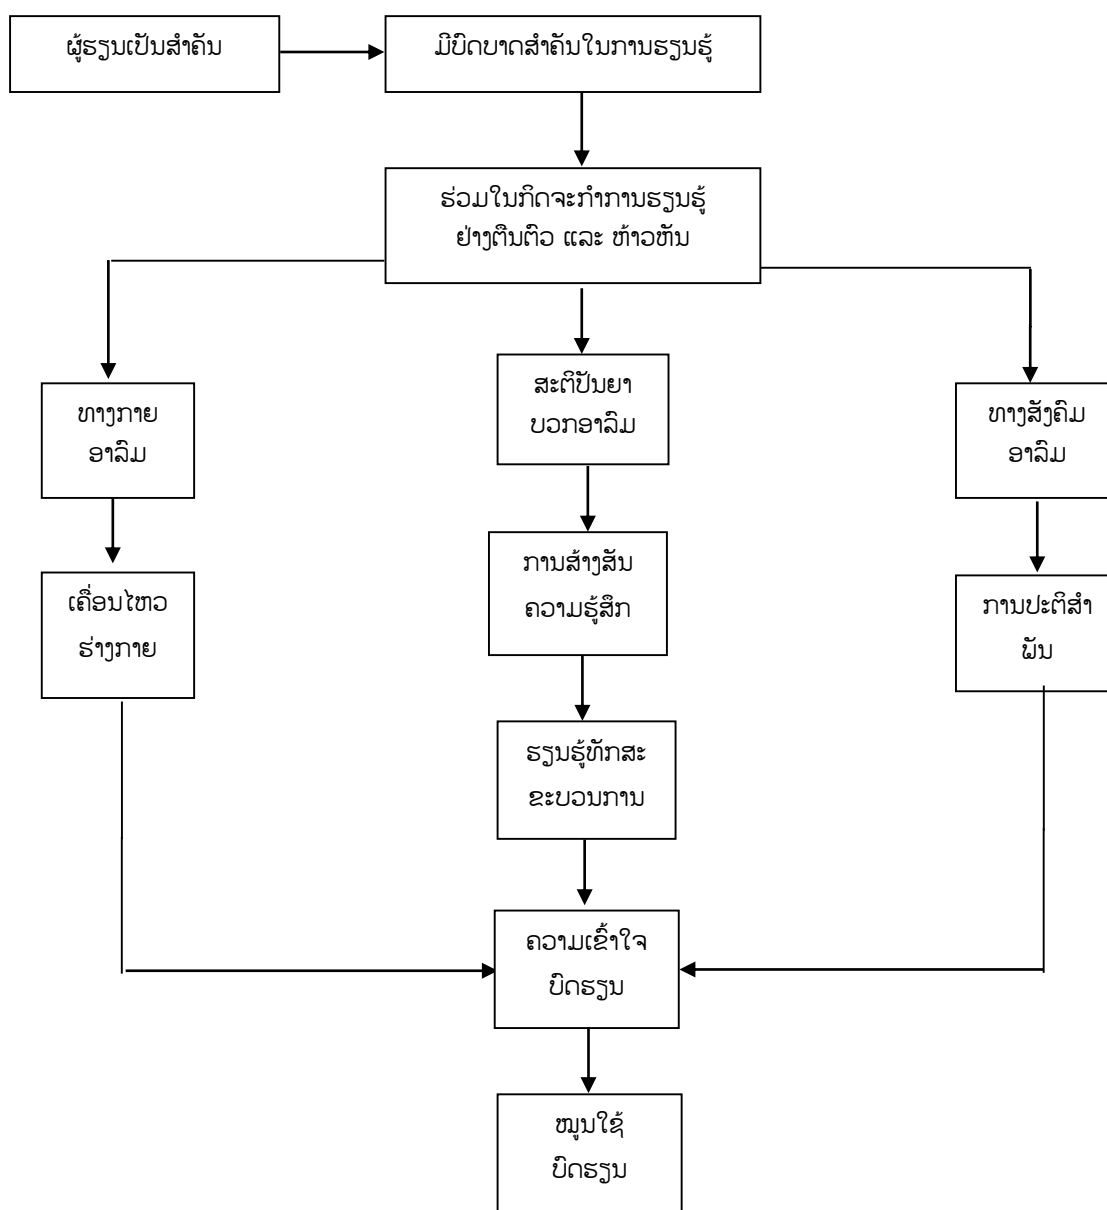 ຜູ້ຮຽນເປັນສຳຄັນ
ມີບົດບາດສຳຄັນໃນການຮຽນຮູ້
ຮ່ວມໃນກິດຈະກຳການຮຽນຮູ້
ຢ່າງຕືນຕົວ ແລະ ຫ້າວຫັນ
ທາງກາຍ
ອາລົມ
ສະຕິປັນຍາ
ບວກອາລົມ
ທາງສັງຄົມ
ອາລົມ
ເຄື່ອນໄຫວ
ຮ່າງກາຍ
ການສ້າງສັນ
ຄວາມຮູ້ສຶກ
ການປະຕິສຳ
ພັນ
ຮຽນຮູ້ທັກສະ
ຂະບວນການ
ຄວາມເຂົ້າໃຈ
ບົດຮຽນ
ໝູນໃຊ້
ບົດຮຽນ